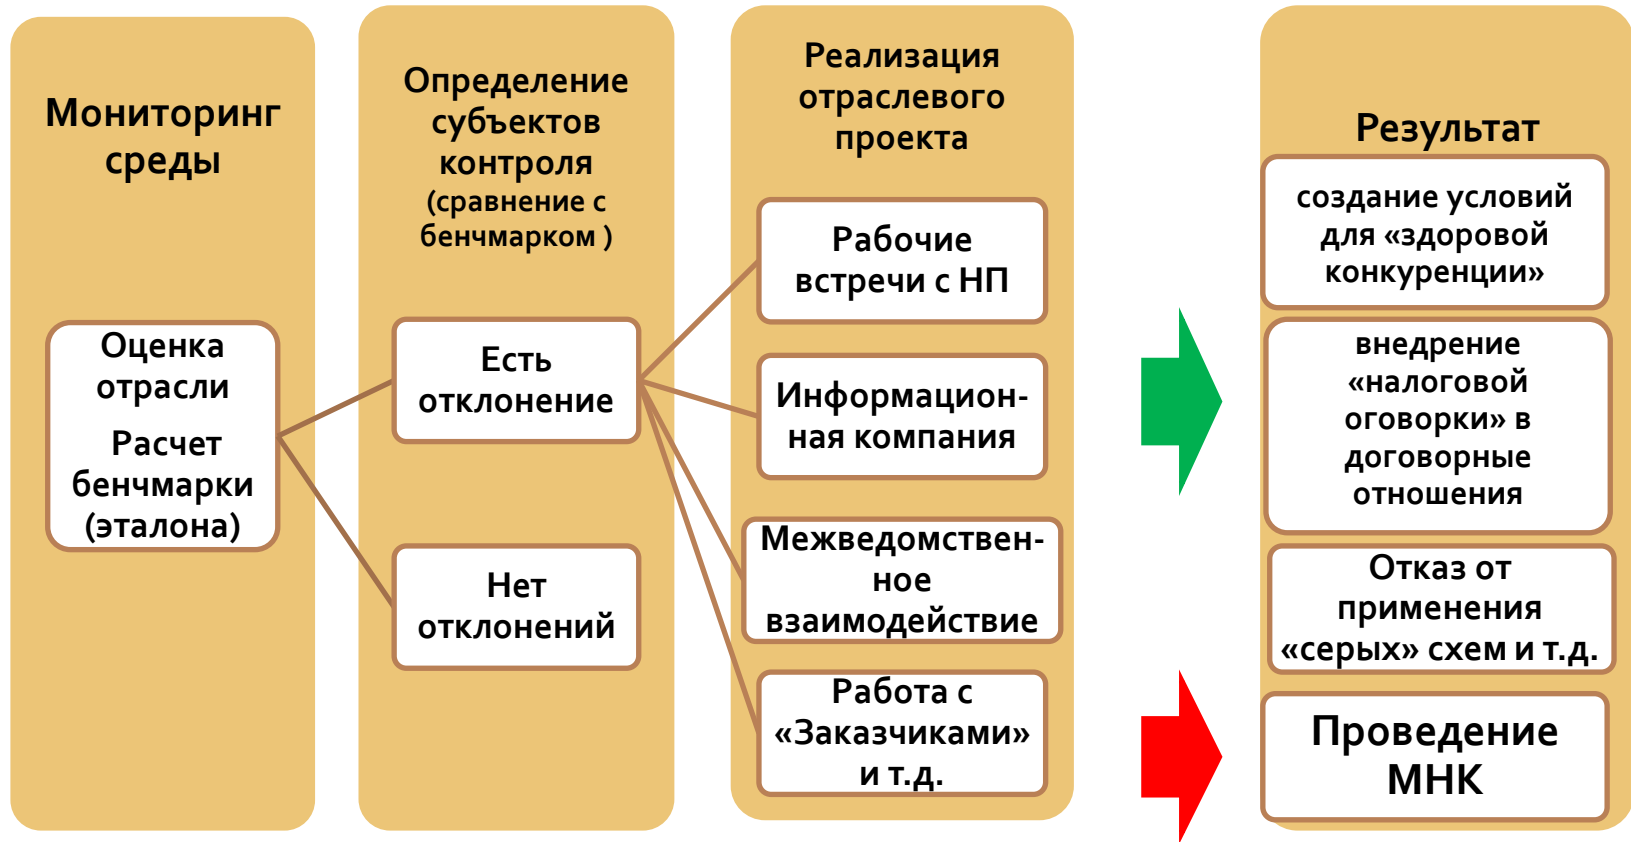 Мониторинг
среды
Оценка
отрасли
Расчет
бенчмарки
(эталона)
Определение
субъектов
контроля
(сравнение с
бенчмарком )
Есть
отклонение
Нет
отклонений
Реализация
отраслевого
проекта
Рабочие
встречи с НП
Информацион-
ная компания
Межведомствен-
ное
взаимодействие
Работа с
«Заказчиками»
и т.д.
Результат
создание условий
для «здоровой
конкуренции»
внедрение
«налоговой
оговорки» в
договорные
отношения
Отказ от
применения
«серых» схем и т.д.
Проведение
МНК